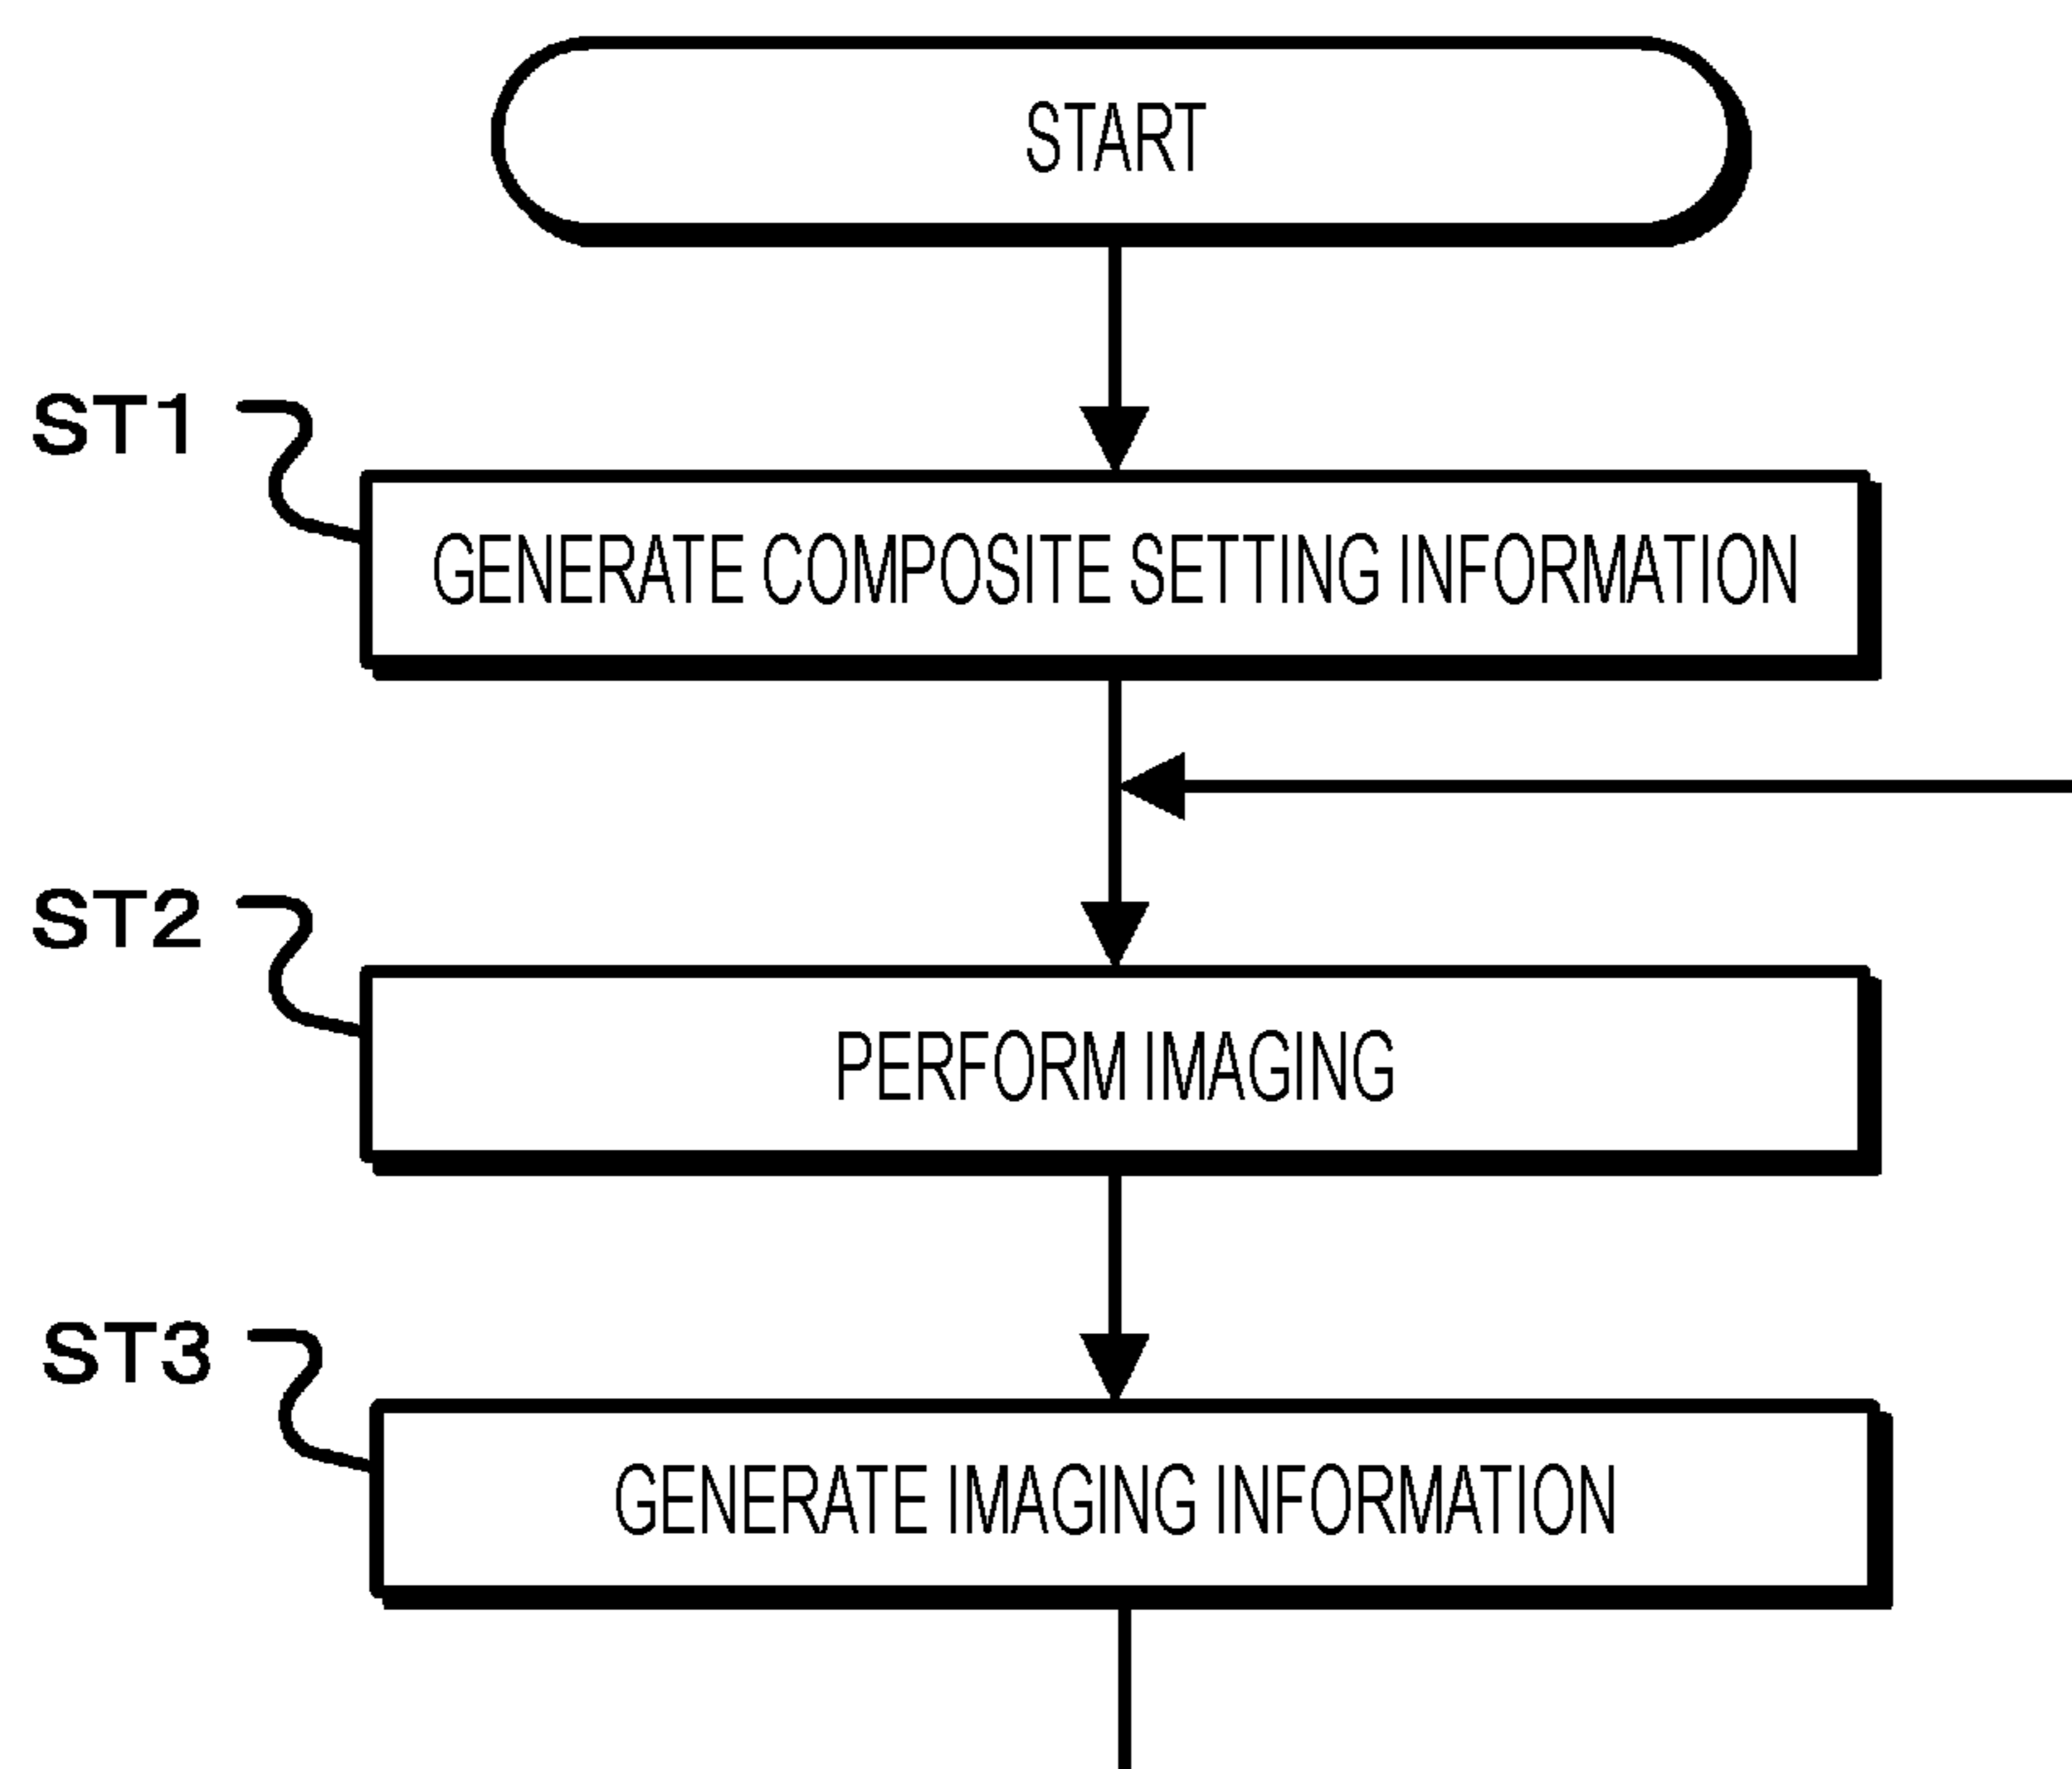 START
ST1
GENERATE COMPOSITE SETTING INFORMATION
ST2
PERFORM IMAGING
ST3
GENERATE IMAGING INFORMATION